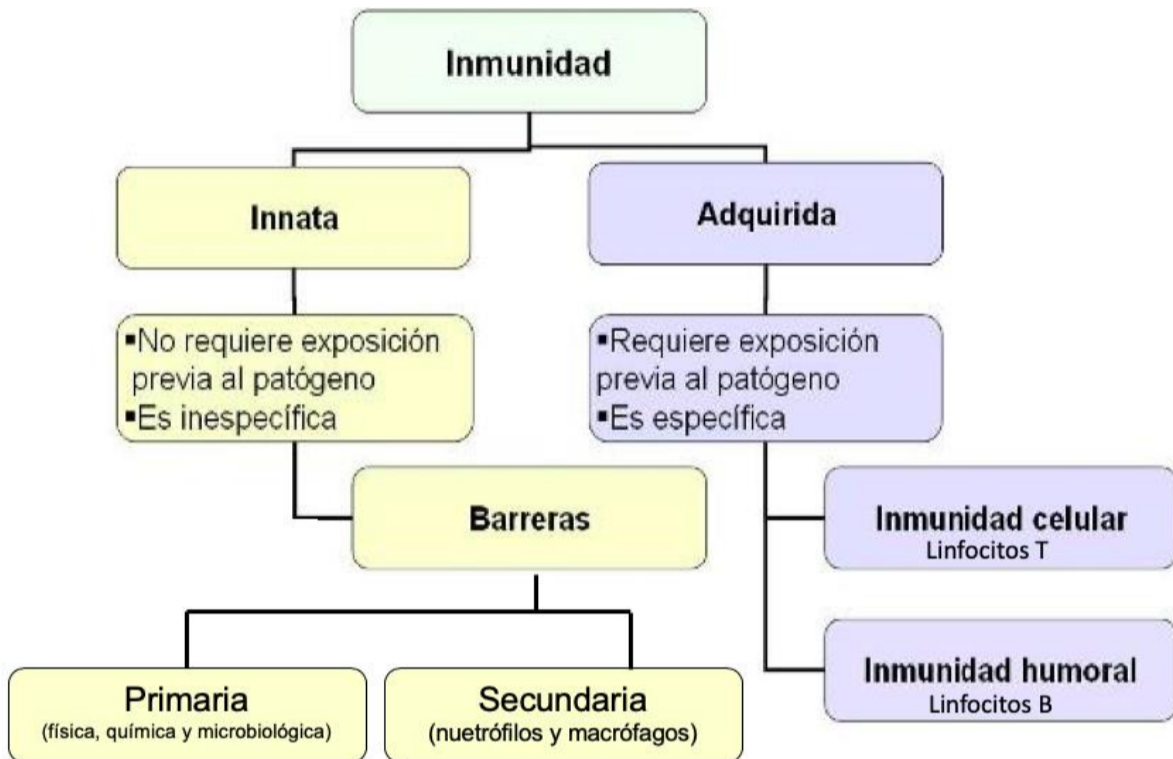 Inmunidad
Innata
Adquirida
▪No requiere exposición
previa al patógeno
▪Es inespecífica
▪Requiere exposición
previa al patógeno
▪Es específica
Barreras
Inmunidad celular
Linfocitos T
Inmunidad humoral
Linfocitos B
Primaria
(física, química y microbiológica)
Secundaria
(nuetrófilos y macrófagos)